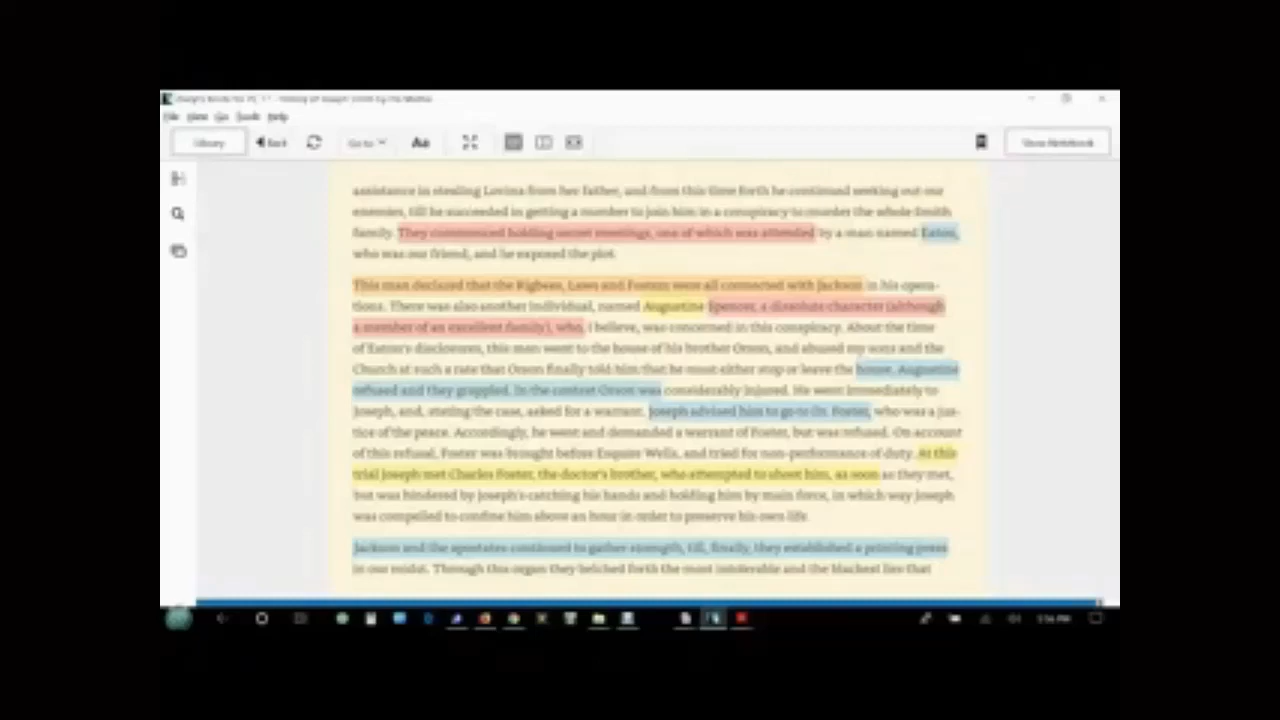 File View Go Tools Help
Library Back Go to Aa Show Notebook
assistance in stealing Lovina from her father, and from this time forth he continued seeking out our
enemies, till he succeeded in getting a number to join him in a conspiracy to murder the whole Smith
family. They commenced holding secret meetings, one of which was attended by a man named Eaton,
who was our friend, and he exposed the plot.
This man declared that the Higbees, Laws and Fosters were all connected with Jackson in his opera-
tions. There was also another individual, named Augustine Spencer, a dissolute character (although
a member of an excellent family), who, I believe, was concerned in this conspiracy. About the time
of Eaton's disclosures, this man went to the house of his brother Orson, and abused my sons and the
Church at such a rate that Orson finally told him that he must either stop or leave the house. Augustine
refused and they grappled. In the contest Orson was considerably injured. He went immediately to
Joseph, and, stating the case, asked for a warrant. Joseph advised him to go to Dr. Foster, who was a jus-
tice of the peace. Accordingly, he went and demanded a warrant of Foster, but was refused. On account
of this refusal, Foster was brought before Esquire Wells, and tried for non-performance of duty. At this
trial Joseph met Charles Foster, the doctor's brother, who attempted to shoot him, as soon as they met,
but was hindered by Joseph's catching his hands and holding him by main force, in which way Joseph
was compelled to confine him above an hour in order to preserve his own life.
Jackson and the apostates continued to gather strength, till, finally, they established a printing press
in our midst. Through this organ they belched forth the most intolerable and the blackest lies that